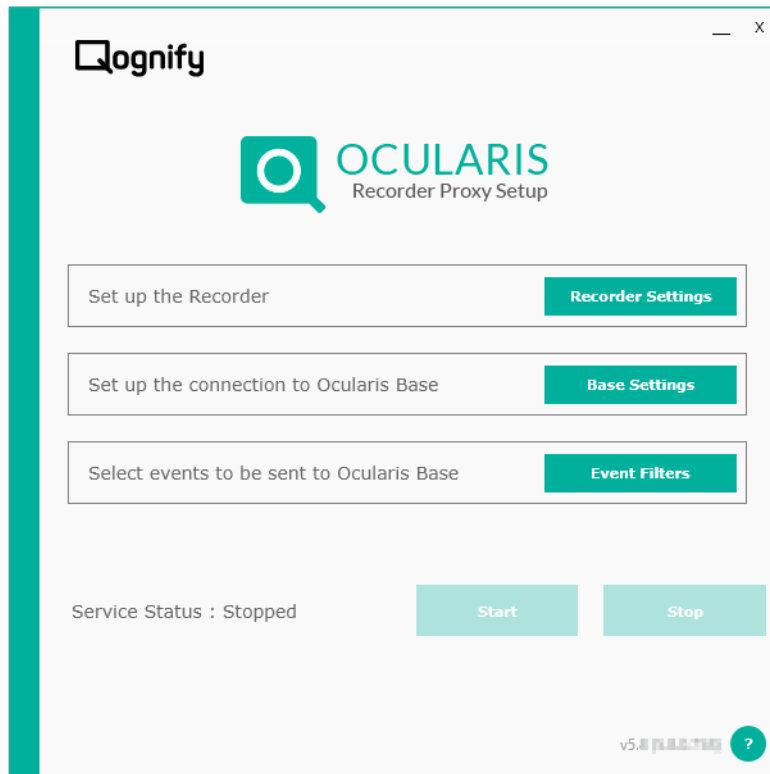 Qognify
__ X
OCULARIS
Recorder Proxy Setup
Set up the Recorder
Recorder Settings
Set up the connection to Ocularis Base
Base Settings
Select events to be sent to Ocularis Base
Event Filters
Service Status : Stopped
Start
Stop
?